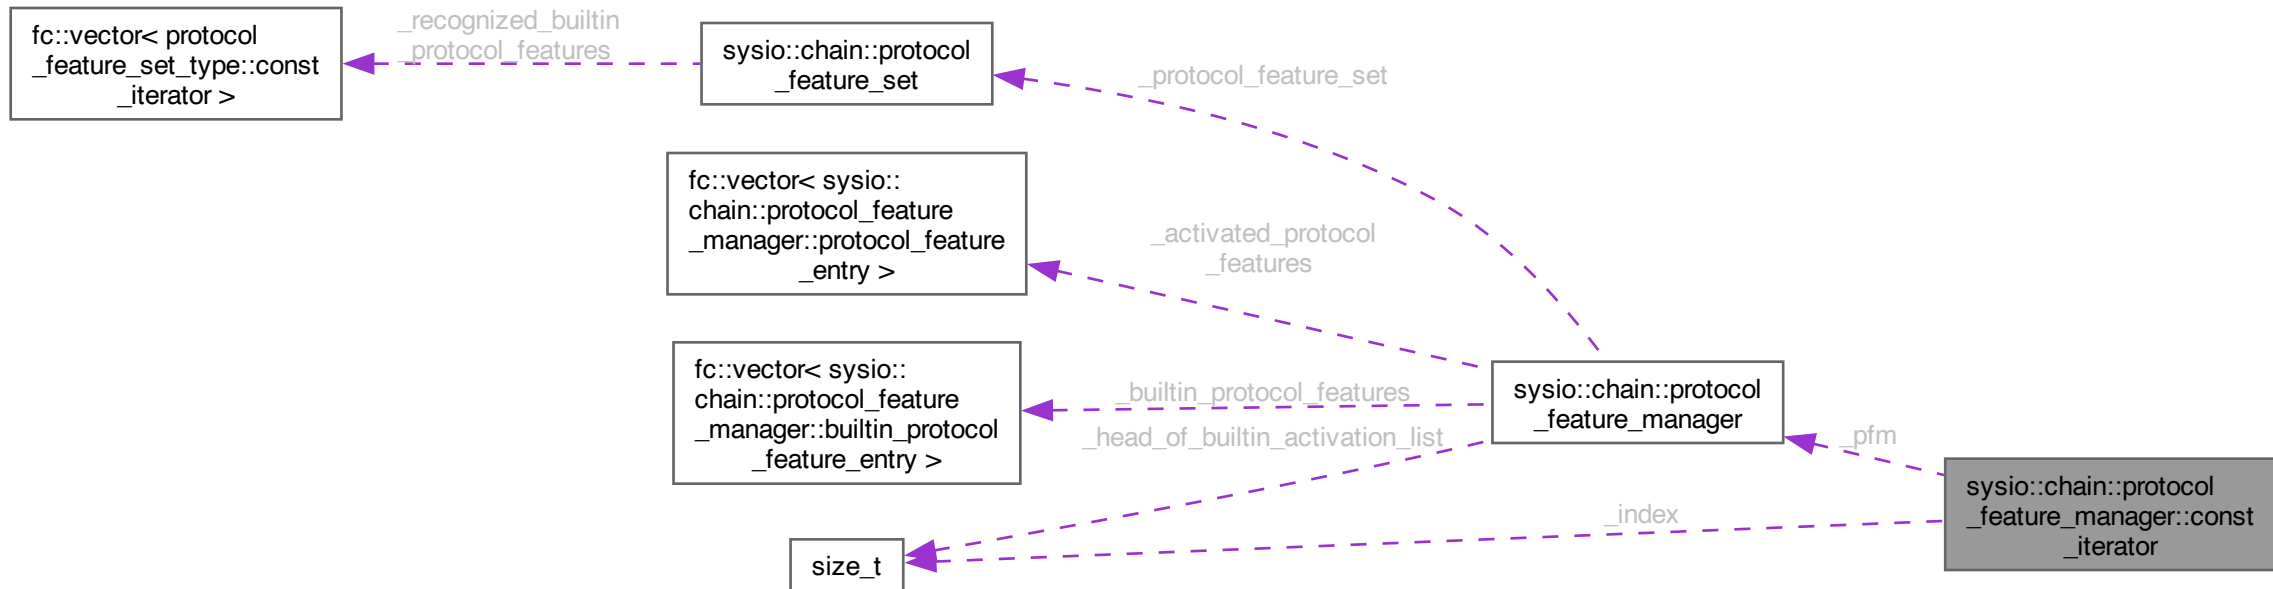 fc::vector< protocol
_feature_set_type::const
_iterator >
_recognized_builtin
_protocol_features
sysio::chain::protocol
_feature_set
_protocol_feature_set
fc::vector< sysio::
chain::protocol_feature
_manager::protocol_feature
_entry >
_activated_protocol
_features
fc::vector< sysio::
chain::protocol_feature
_manager::builtin_protocol
_feature_entry >
_builtin_protocol_features
_head_of_builtin_activation_list
sysio::chain::protocol
_feature_manager
_pfm
sysio::chain::protocol
_feature_manager::const
_iterator
_index
size_t